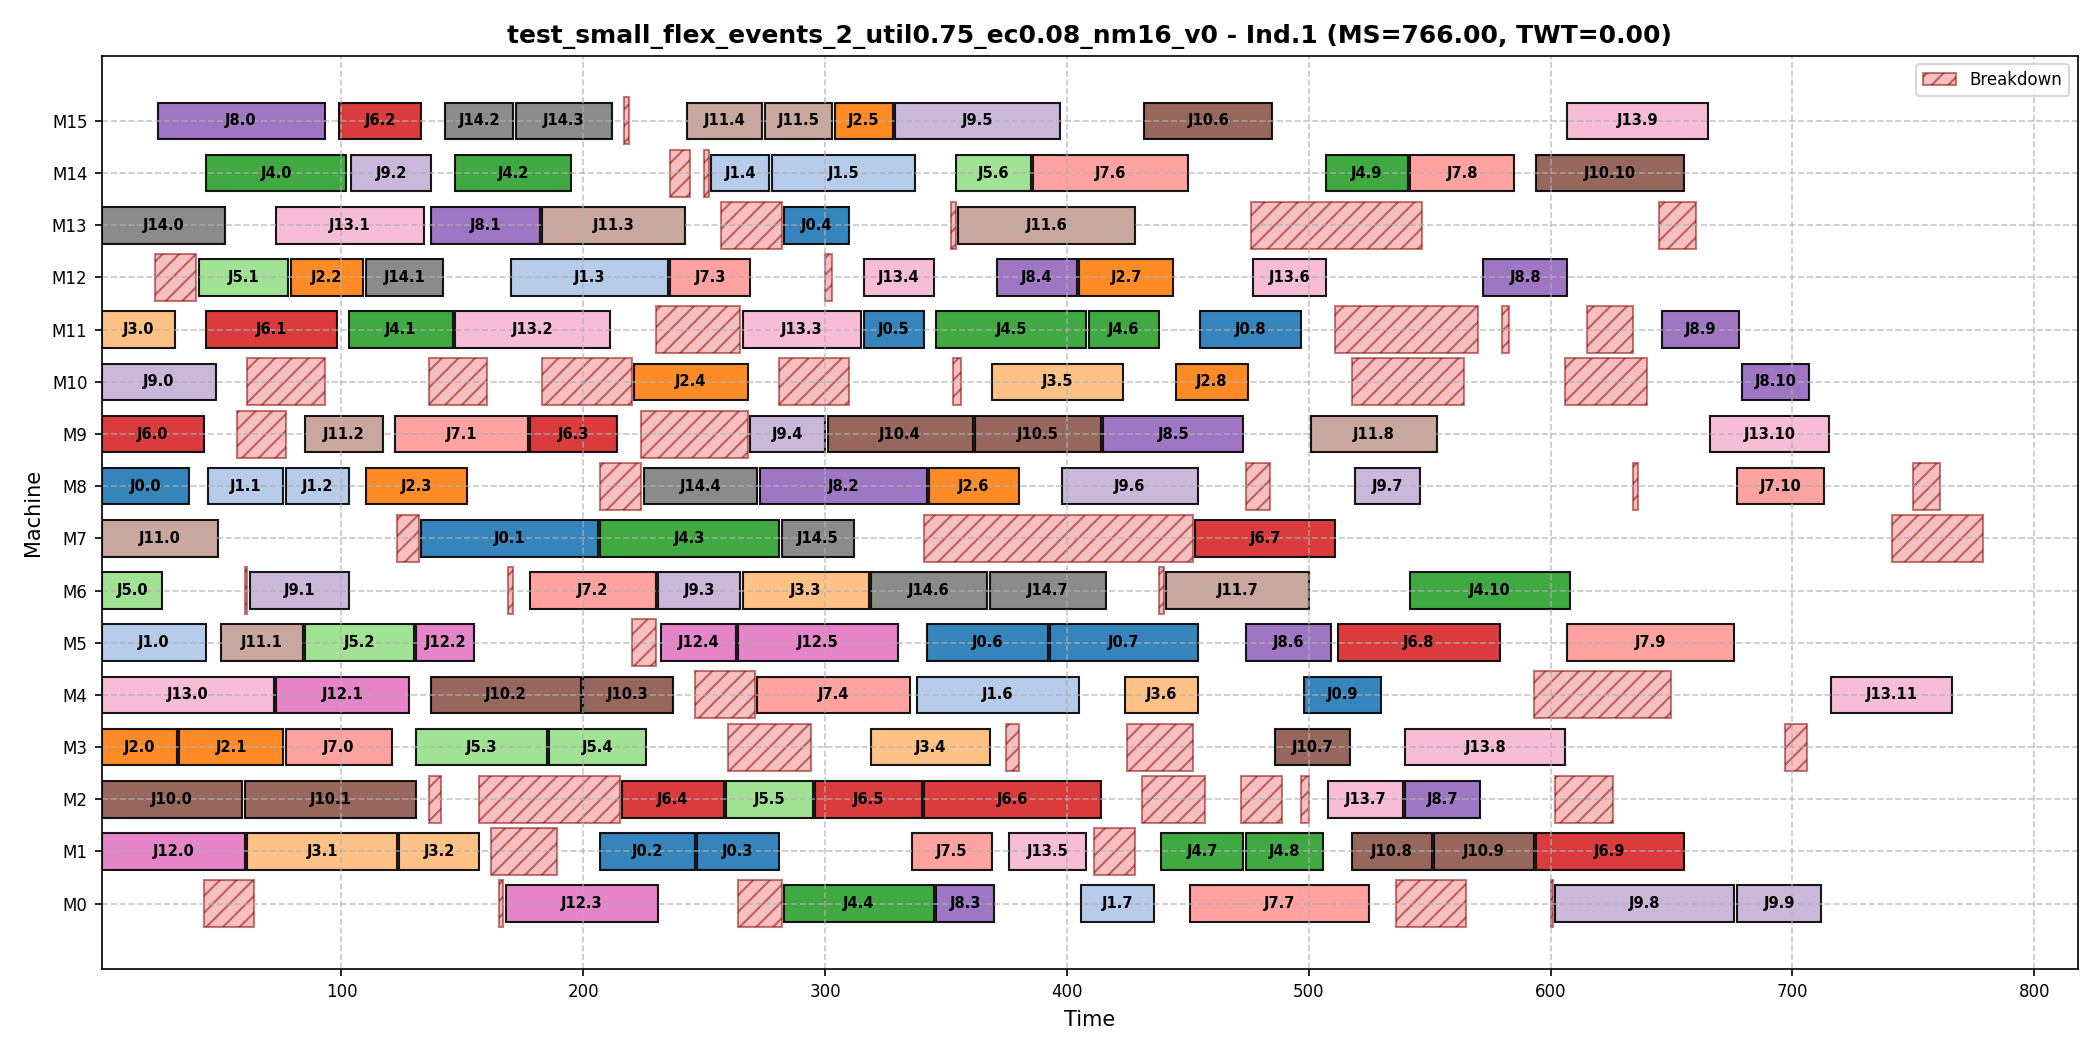 test_small_flex_events_2_util0.75_ec0.08_nm16_v0 - Ind.1 (MS=766.00, TWT=0.00)
Breakdown
M15 J8.0 J6.2 J14.2 J14.3 J11.4 J11.5 J2.5 J9.5 J10.6 J13.9
M14 J4.0 J9.2 J4.2 J1.4 J1.5 J5.6 J7.6 J4.9 J7.8 J10.10
M13 J14.0 J13.1 J8.1 J11.3 J0.4 J11.6
M12 J5.1 J2.2 J14.1 J1.3 J7.3 J13.4 J8.4 J2.7 J13.6 J8.8
M11 J3.0 J6.1 J4.1 J13.2 J13.3 J0.5 J4.5 J4.6 J0.8 J8.9
M10 J9.0 J2.4 J3.5 J2.8 J8.10
M9 J6.0 J11.2 J7.1 J6.3 J9.4 J10.4 J10.5 J8.5 J11.8 J13.10
M8 J0.0 J1.1 J1.2 J2.3 J14.4 J8.2 J2.6 J9.6 J9.7 J7.10
M7 J11.0 J0.1 J4.3 J14.5 J6.7
M6 J5.0 J9.1 J7.2 J9.3 J3.3 J14.6 J14.7 J11.7 J4.10
M5 J1.0 J11.1 J5.2 J12.2 J12.4 J12.5 J0.6 J0.7 J8.6 J6.8 J7.9
M4 J13.0 J12.1 J10.2 J10.3 J7.4 J1.6 J3.6 J0.9 J13.11
M3 J2.0 J2.1 J7.0 J5.3 J5.4 J3.4 J10.7 J13.8
M2 J10.0 J10.1 J6.4 J5.5 J6.5 J6.6 J13.7 J8.7
M1 J12.0 J3.1 J3.2 J0.2 J0.3 J7.5 J13.5 J4.7 J4.8 J10.8 J10.9 J6.9
M0 J12.3 J4.4 J8.3 J1.7 J7.7 J9.8 J9.9
Machine
100 200 300 400 500 600 700 800
Time